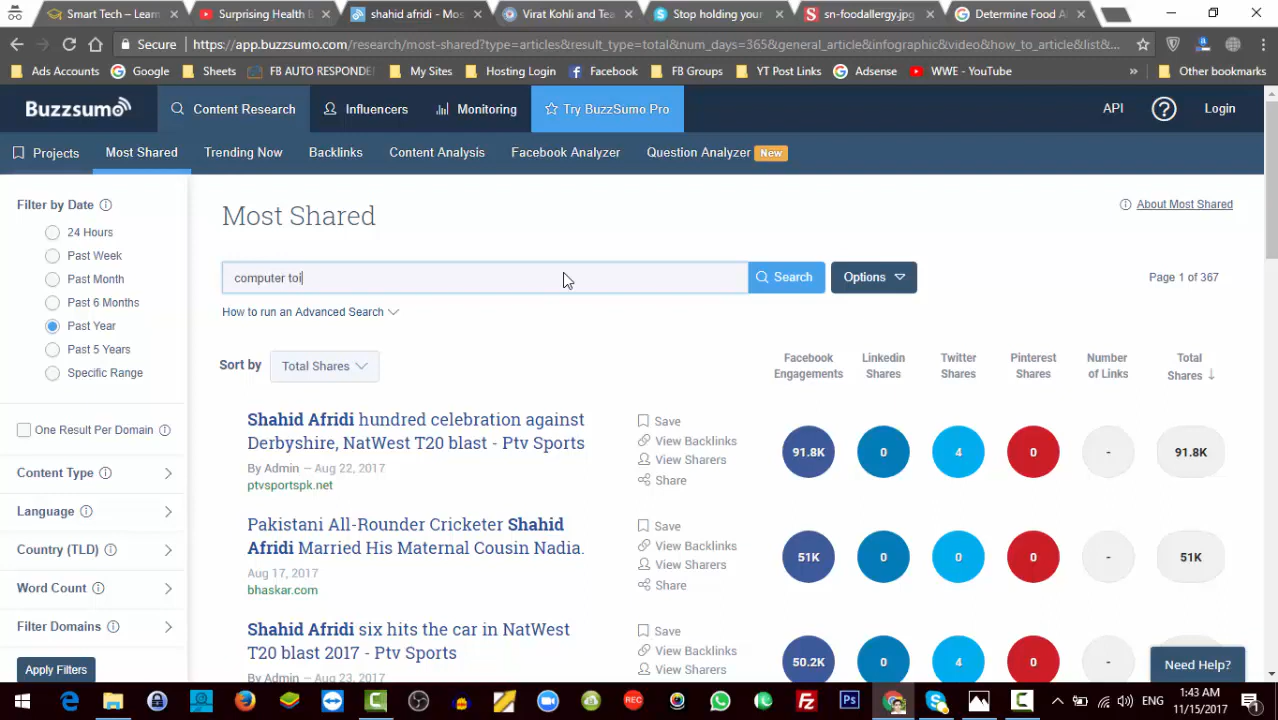 Smart Tech – Learn
Surprising Health B
shahid afridi - Mos
Virat Kohli and Tea
Stop holding your
sn-foodallergy.jpg
Determine Food Al
Secure
https://app.buzzsumo.com/research/most-shared?type=articles&result_type=total&num_days=365&general_article&infographic&video&how_to_article&list&...
Ads Accounts
Google
Sheets
FB AUTO RESPONDE
My Sites
Hosting Login
Facebook
FB Groups
YT Post Links
Adsense
WWE - YouTube
»
Other bookmarks
Buzzsumo
Content Research
Influencers
Monitoring
Try BuzzSumo Pro
API
?
Login
Projects
Most Shared
Trending Now
Backlinks
Content Analysis
Facebook Analyzer
Question Analyzer New
Filter by Date
24 Hours
Past Week
Past Month
Past 6 Months
Past Year
Past 5 Years
Specific Range
One Result Per Domain
Content Type
Language
Country (TLD)
Word Count
Filter Domains
Apply Filters
Most Shared
About Most Shared
computer toi
Search
Options
Page 1 of 367
How to run an Advanced Search
Sort by
Total Shares
Facebook Engagements
Linkedin Shares
Twitter Shares
Pinterest Shares
Number of Links
Total Shares
Shahid Afridi hundred celebration against
Derbyshire, NatWest T20 blast - Ptv Sports
By Admin — Aug 22, 2017
ptvsportspk.net
Save
View Backlinks
View Sharers
Share
91.8K
0
4
0
-
91.8K
Pakistani All-Rounder Cricketer Shahid
Afridi Married His Maternal Cousin Nadia.
Aug 17, 2017
bhaskar.com
Save
View Backlinks
View Sharers
Share
51K
0
0
0
-
51K
Shahid Afridi six hits the car in NatWest
T20 blast 2017 - Ptv Sports
By Admin — Aug 23, 2017
Save
View Backlinks
View Sharers
50.2K
0
4
0
Need Help?
REC
Ps
ENG
1:43 AM
11/15/2017